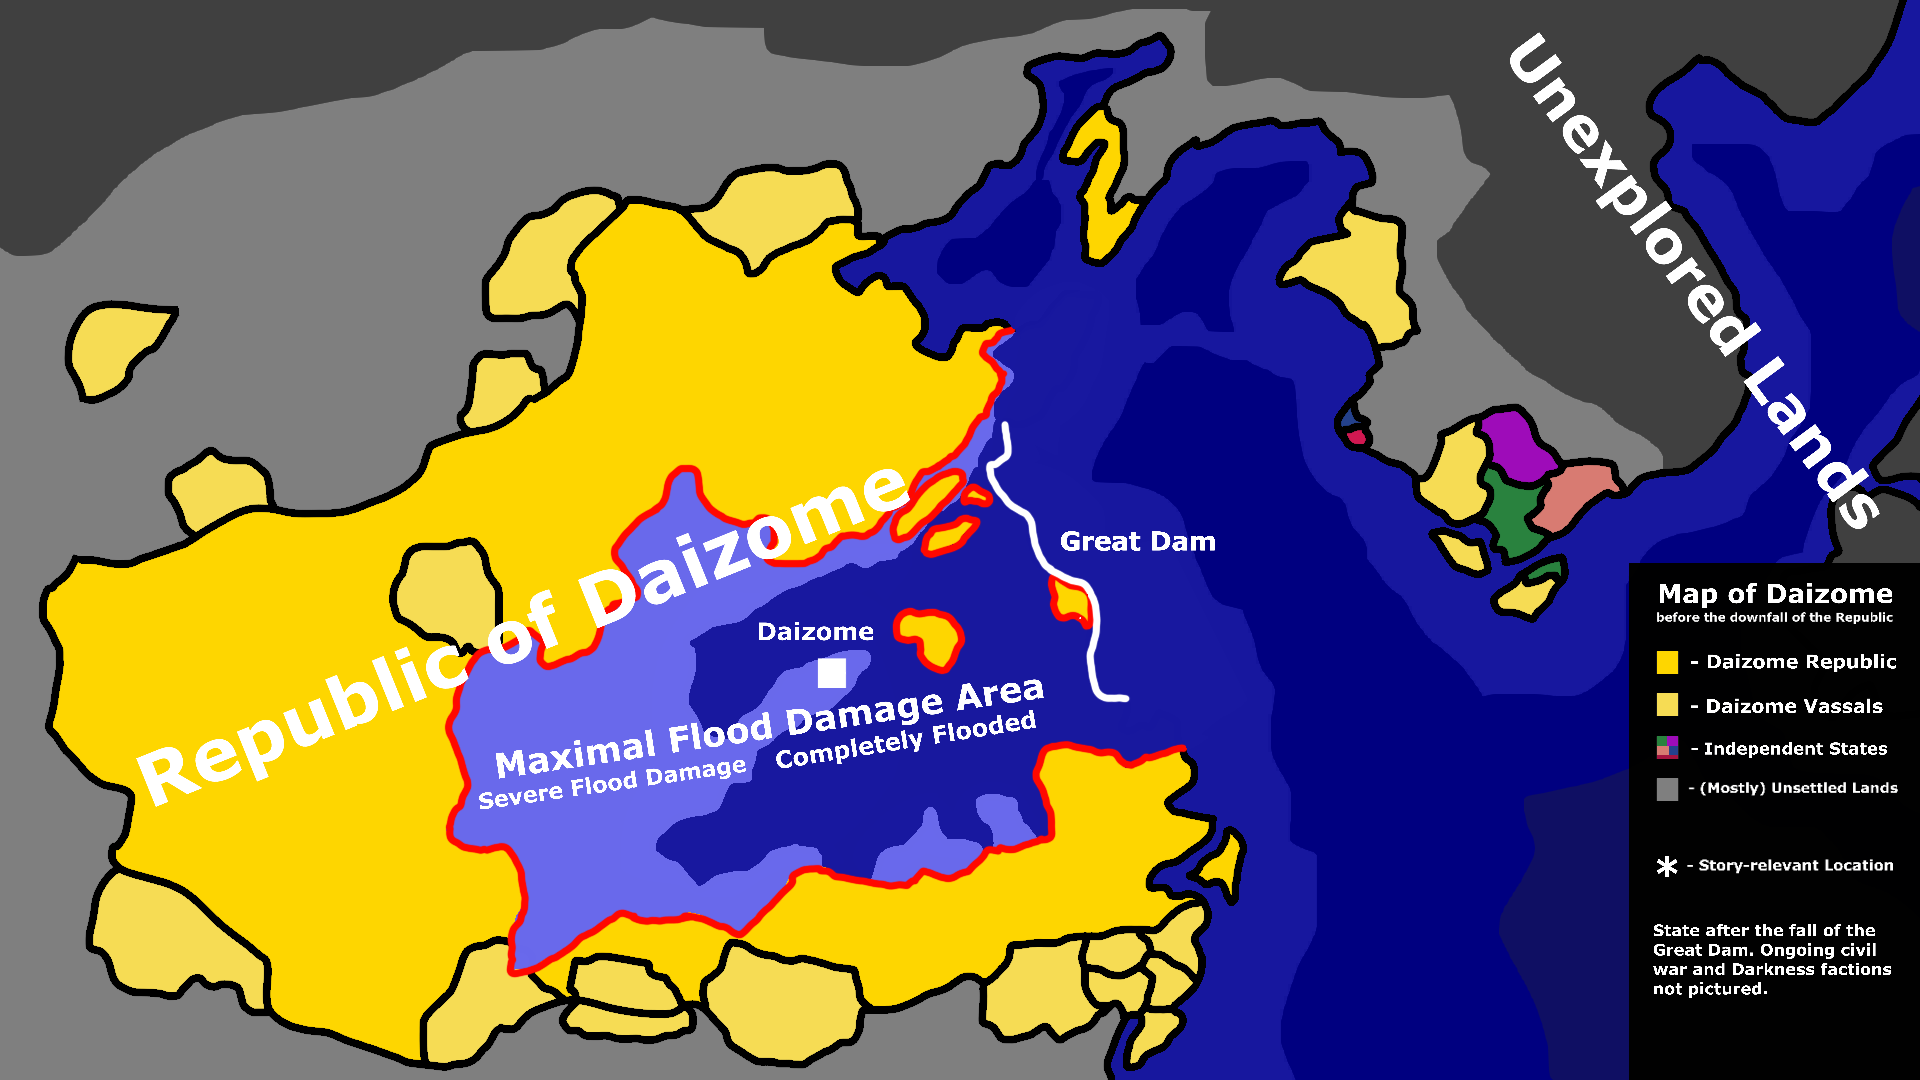 Unexplored Lands
Republic of Daizome
Great Dam
Daizome
Maximal Flood Damage Area
Severe Flood Damage
Completely Flooded
Map of Daizome
before the downfall of the Republic
- Daizome Republic
- Daizome Vassals
- Independent States
- (Mostly) Unsettled Lands
* - Story-relevant Location
State after the fall of the
Great Dam. Ongoing civil
war and Darkness factions
not pictured.